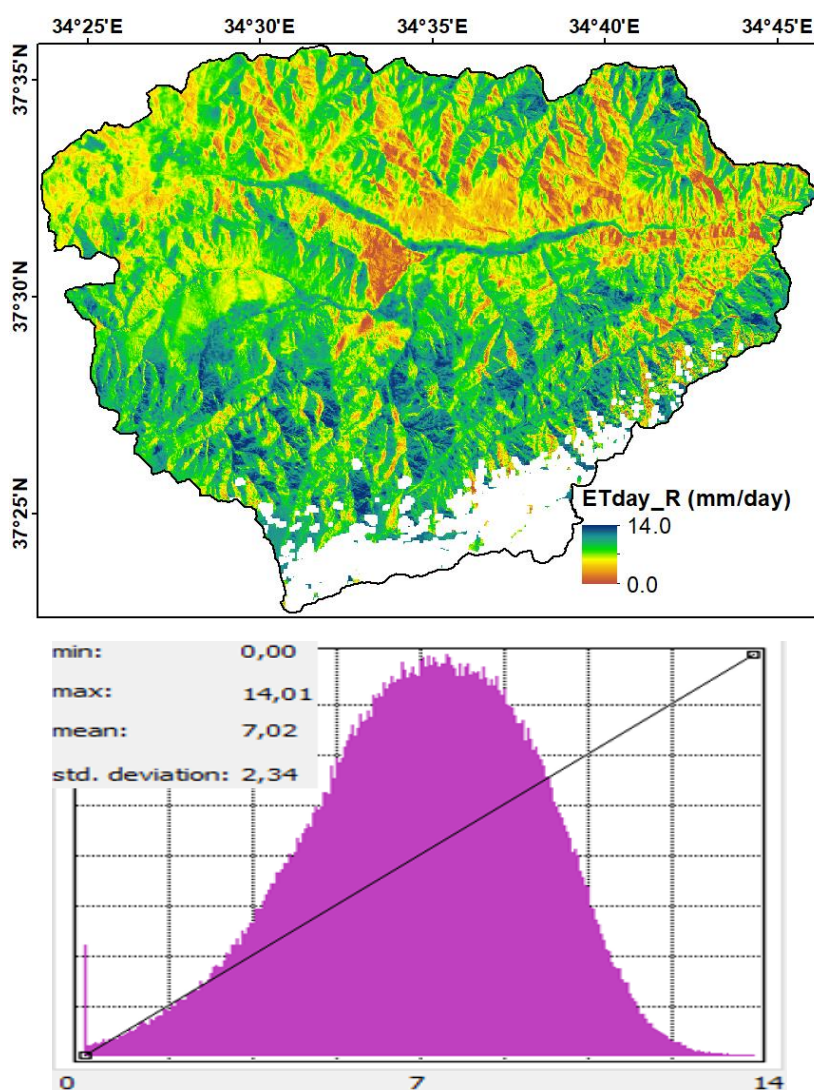 34°25'E 34°30'E 34°35'E 34°40'E 34°45'E
37°35'N
37°30'N
37°25'N
ETday_R (mm/day)
14.0
0.0
min: 0,00
max: 14,01
mean: 7,02
std. deviation: 2,34
0 7 14